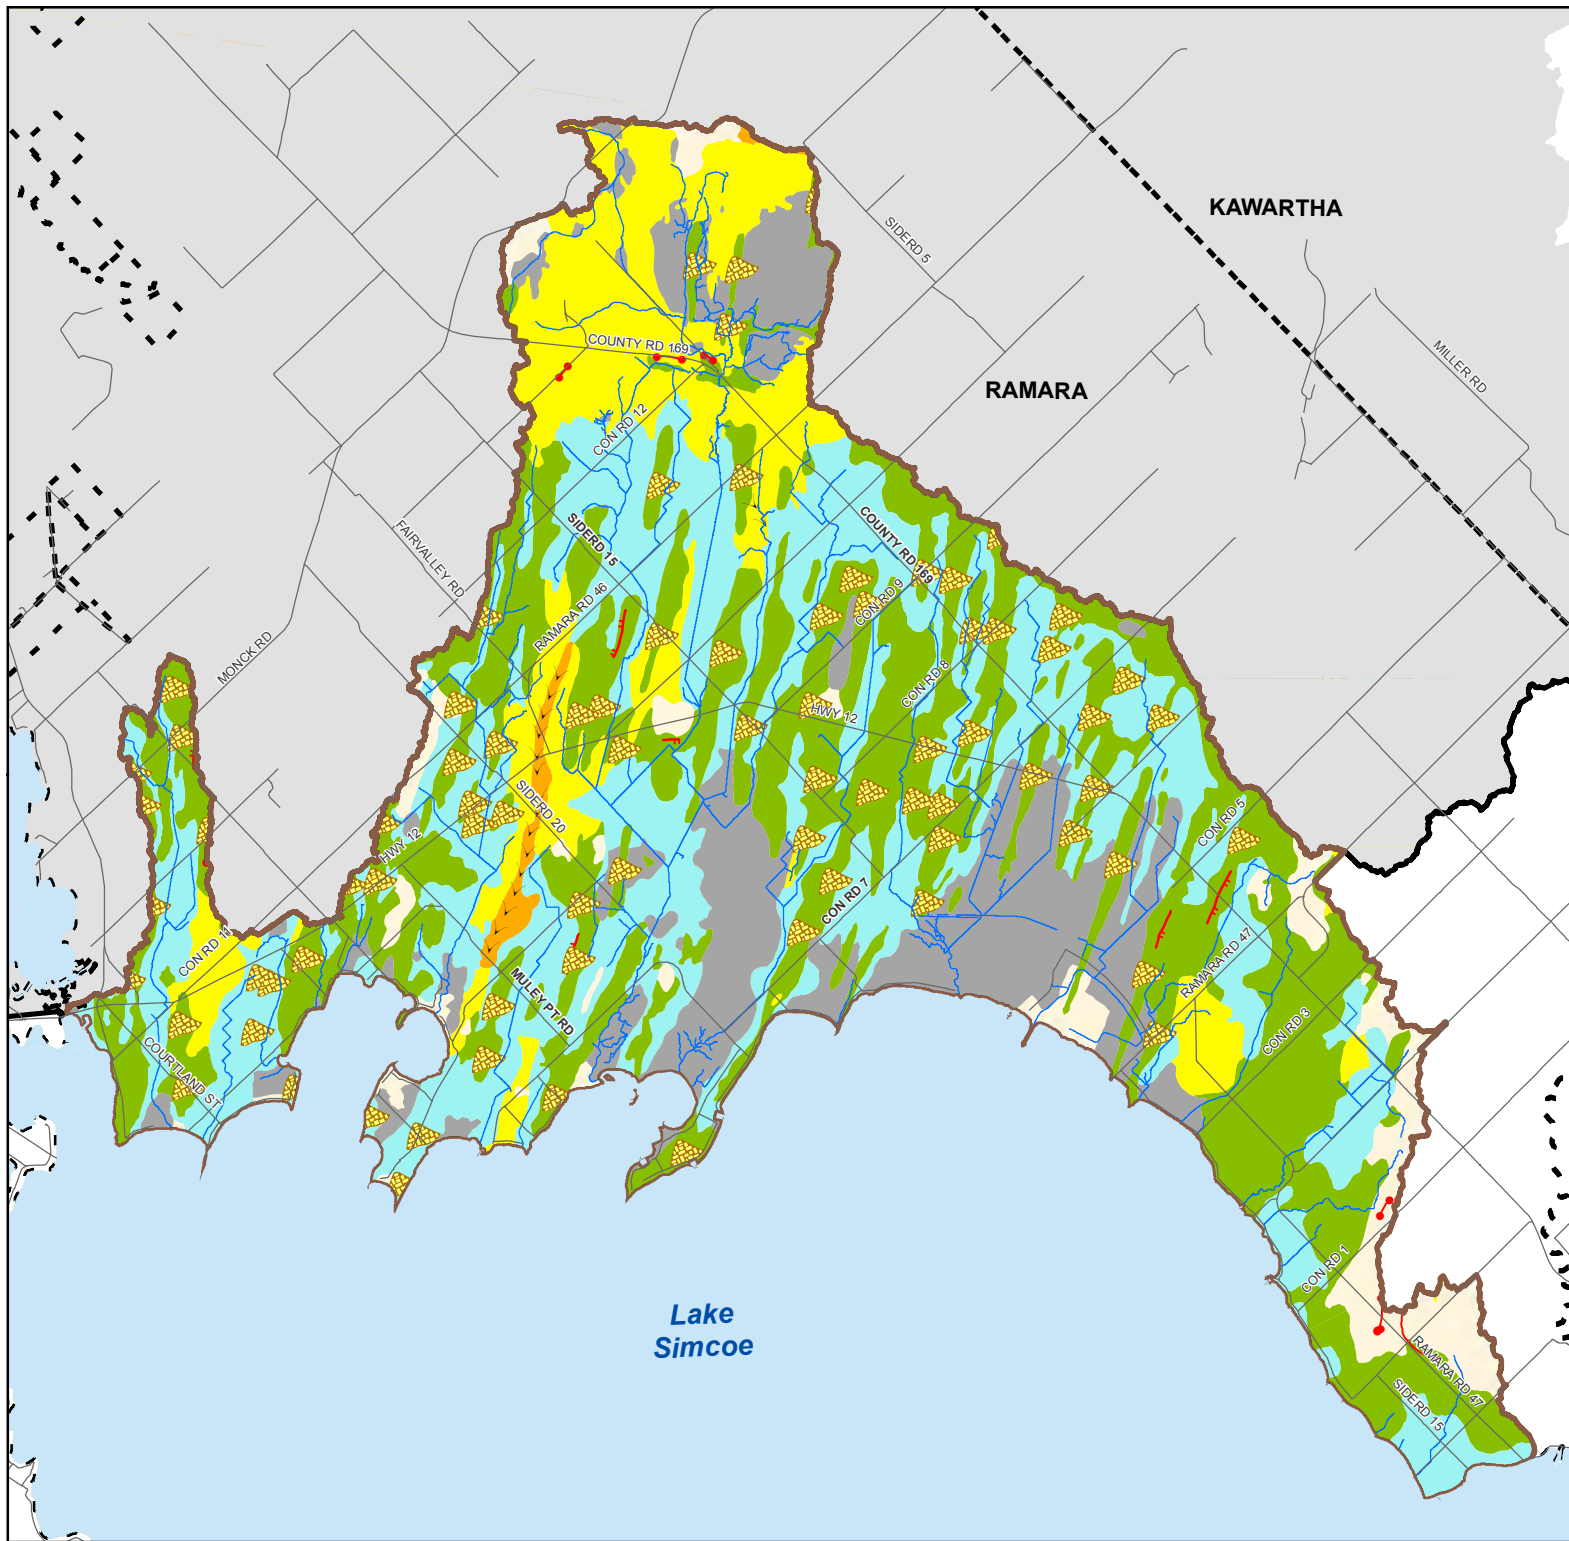 KAWARTHA
SIDERD 5
COUNTY RD 169
MILLER RD
RAMARA
CON RD 12
SIDERD 15
COUNTY RD 169
FAIRVALLEY RD
CON RD 9
RAMARA RD 46
MONCK RD
CON RD 8
HWY 12
SIDERD 20
CON RD 5
HWY 12
CON RD 7
CON RD 11
RAMARA RD 47
MULEY PT RD
CON RD 3
COURTLAND ST
CON RD 1
Lake
Simcoe
RAMARA RD 47
SIDERD 15